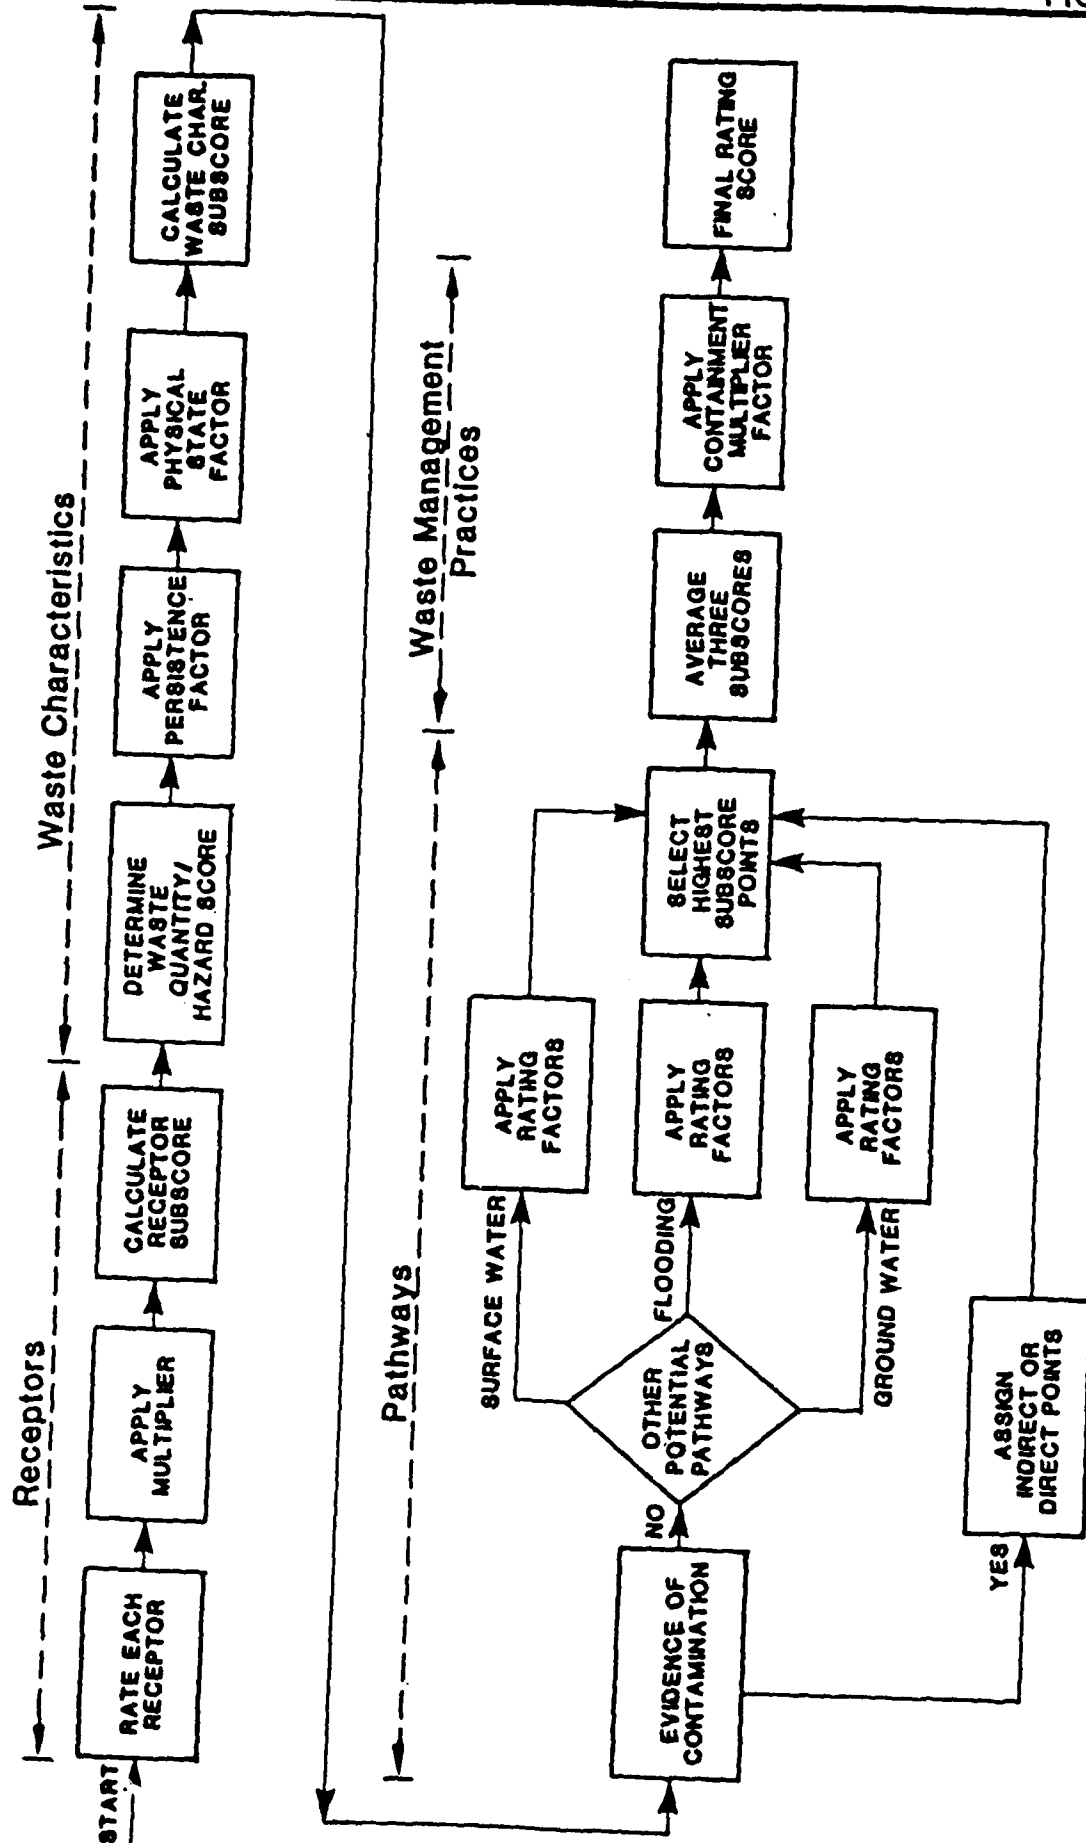 Receptors
Waste Characteristics
START
RATE EACH
RECEPTOR
APPLY
MULTIPLIER
CALCULATE
RECEPTOR
SUBSCORE
DETERMINE
WASTE
QUANTITY/
HAZARD SCORE
APPLY
PERSISTENCE
FACTOR
APPLY
PHYSICAL
STATE
FACTOR
CALCULATE
WASTE CHAR.
SUBSCORE
Pathways
Waste Management
Practices
EVIDENCE OF
CONTAMINATION
NO
YES
OTHER
POTENTIAL
PATHWAYS
SURFACE WATER
FLOODING
GROUND WATER
APPLY
RATING
FACTORS
APPLY
RATING
FACTORS
APPLY
RATING
FACTORS
ASSIGN
INDIRECT OR
DIRECT POINTS
SELECT
HIGHEST
SUBSCORE
POINTS
AVERAGE
THREE
SUBSCORES
APPLY
CONTAINMENT
MULTIPLIER
FACTOR
FINAL RATING
SCORE